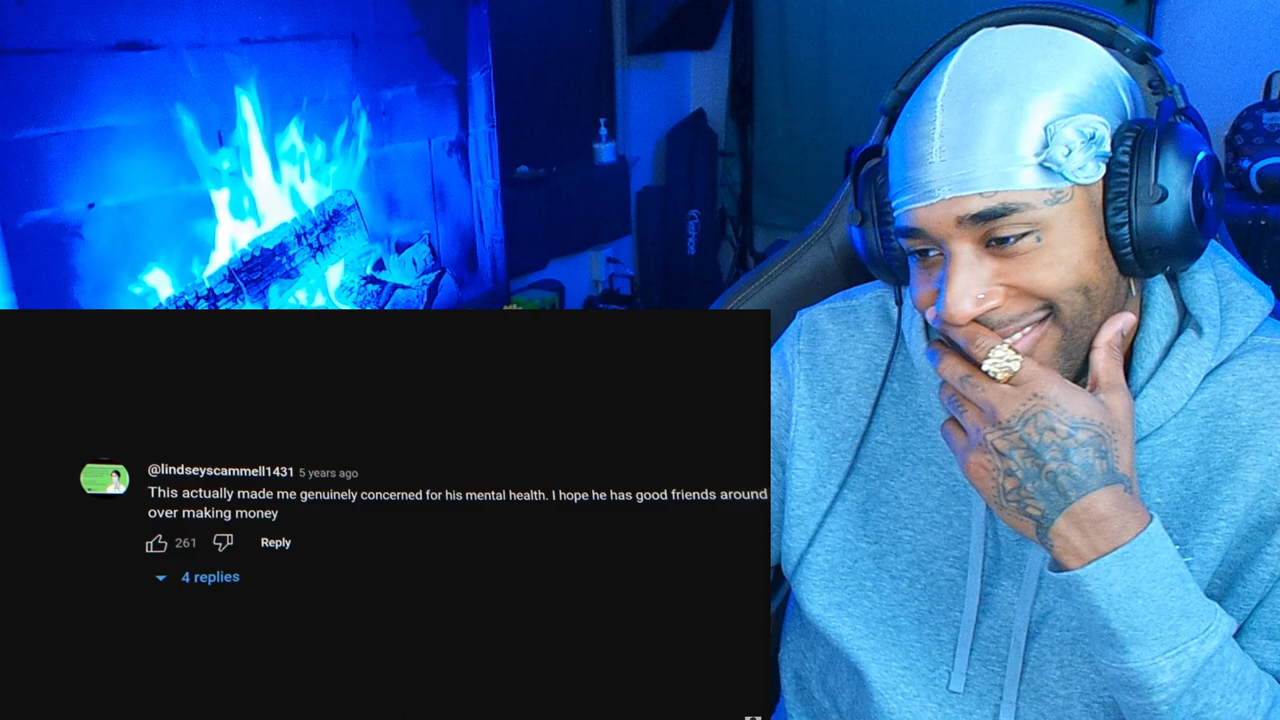 @lindseyscammell1431 5 years ago
This actually made me genuinely concerned for his mental health. I hope he has good friends around
over making money
261 Reply
4 replies